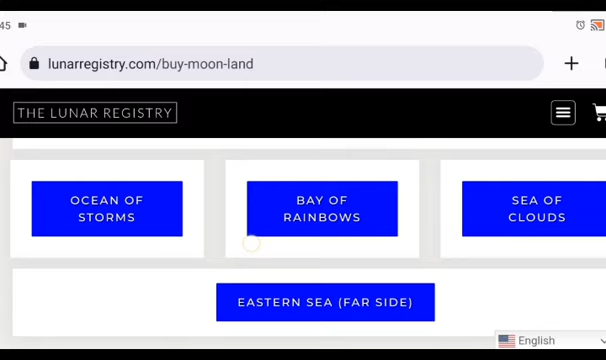 45
lunarregistry.com/buy-moon-land
THE LUNAR REGISTRY
OCEAN OF
STORMS
BAY OF
RAINBOWS
SEA OF
CLOUDS
EASTERN SEA (FAR SIDE)
English